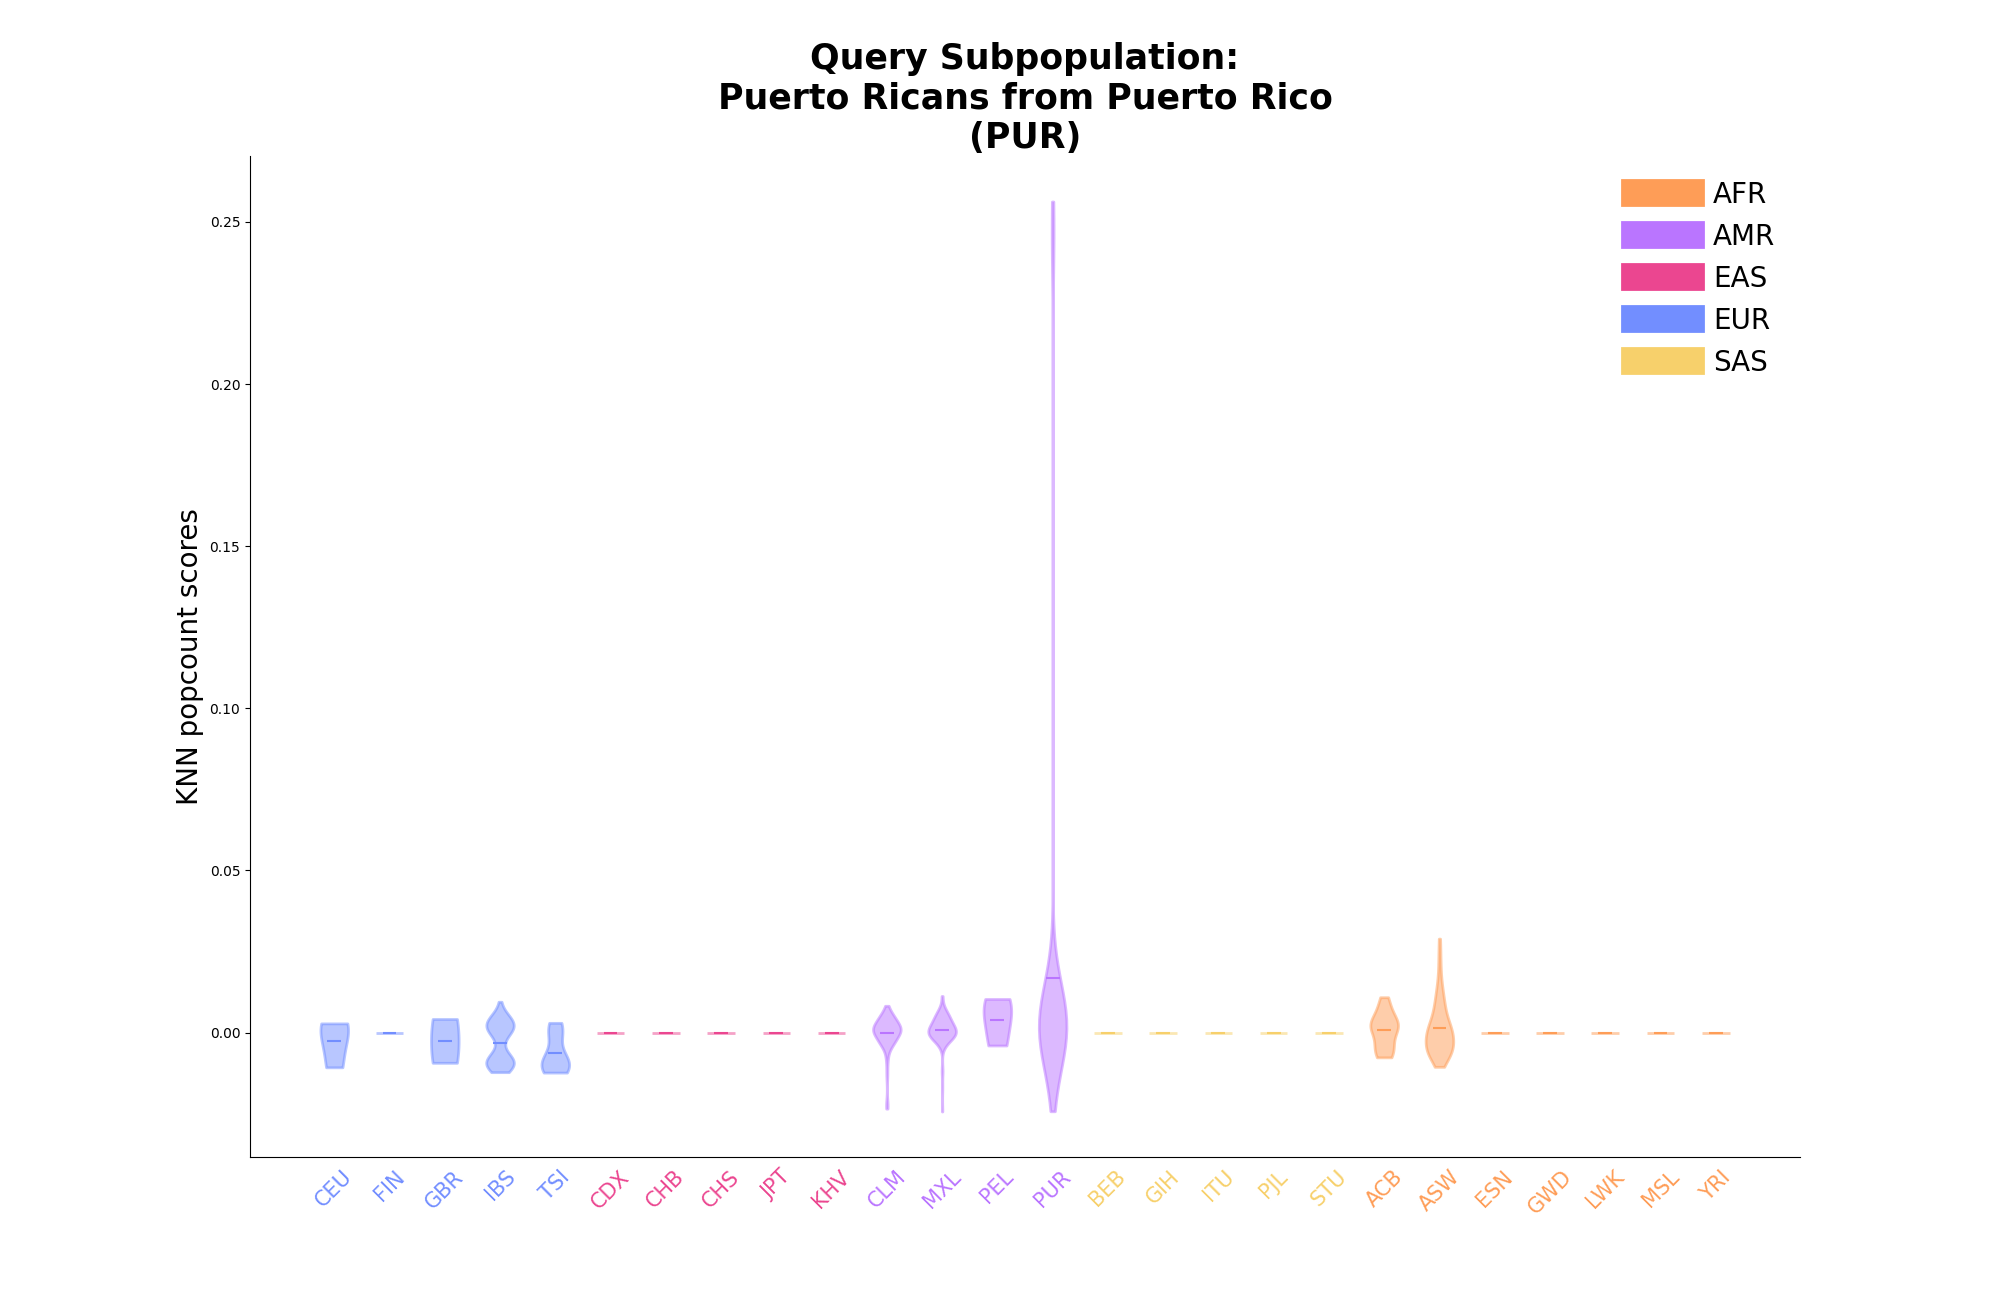 Query Subpopulation:
Puerto Ricans from Puerto Rico
(PUR)
AFR
AMR
EAS
EUR
SAS
KNN popcount scores
0.25
0.20
0.15
0.10
0.05
0.00
CEU FIN GBR IBS TSI CDX CHB CHS JPT KHV CLM MXL PEL PUR BEB GIH ITU PJL STU ACB ASW ESN GWD LWK MSL YRI